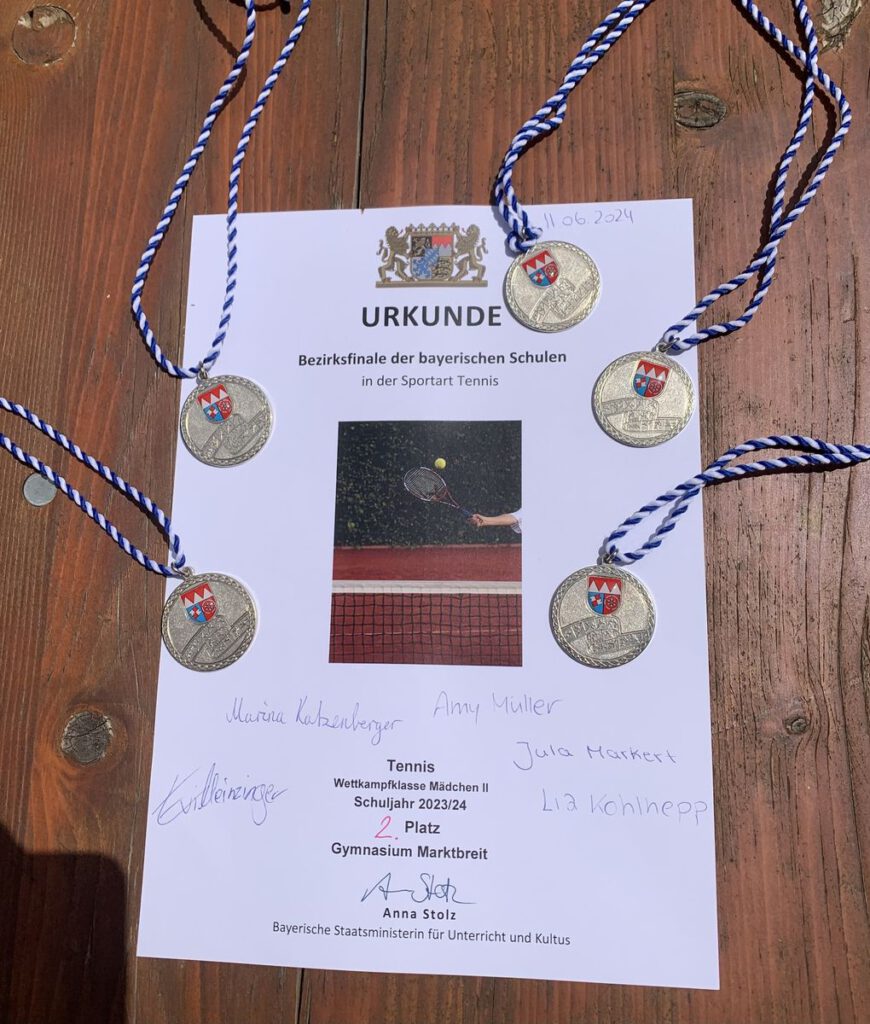 11.06.2024
URKUNDE
Bezirksfinale der bayerischen Schulen
in der Sportart Tennis
Marina Katzenberger
Amy Müller
Jula Markert
Tennis
Wettkampfklasse Mädchen II
Schuljahr 2023/24
Lia Kohlhepp
2. Platz
Gymnasium Marktbreit
A Stolz
Anna Stolz
Bayerische Staatsministerin für Unterricht und Kultus